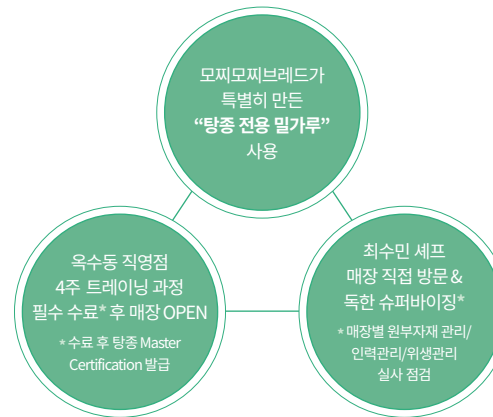 모찌모찌브레드가
특별히 만든
“탕종 전용 밀가루”
사용
옥수동 직영점
4주 트레이닝 과정
필수 수료* 후 매장 OPEN
* 수료 후 탕종 Master
Certification 발급
최수민 셰프
매장 직접 방문 &
독한 슈퍼바이징*
* 매장별 원부자재 관리/
인력관리/위생관리
실사 점검